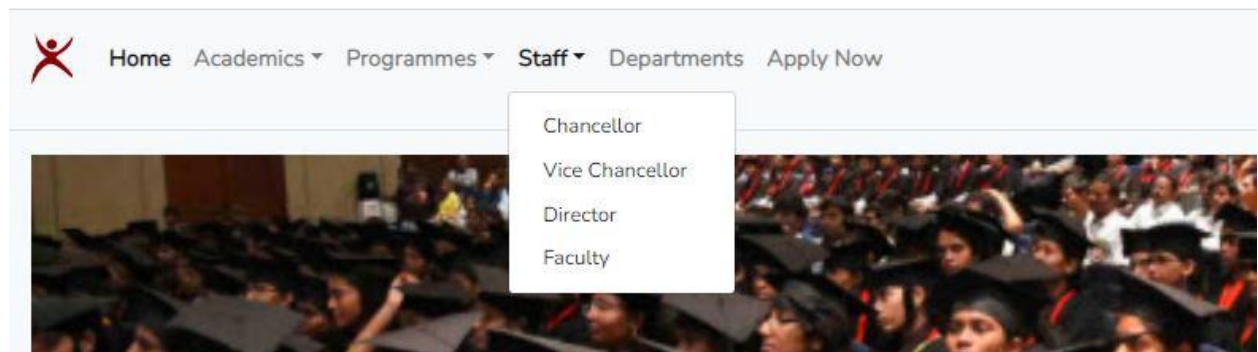 Home Academics Programmes Staff Departments Apply Now
Chancellor
Vice Chancellor
Director
Faculty